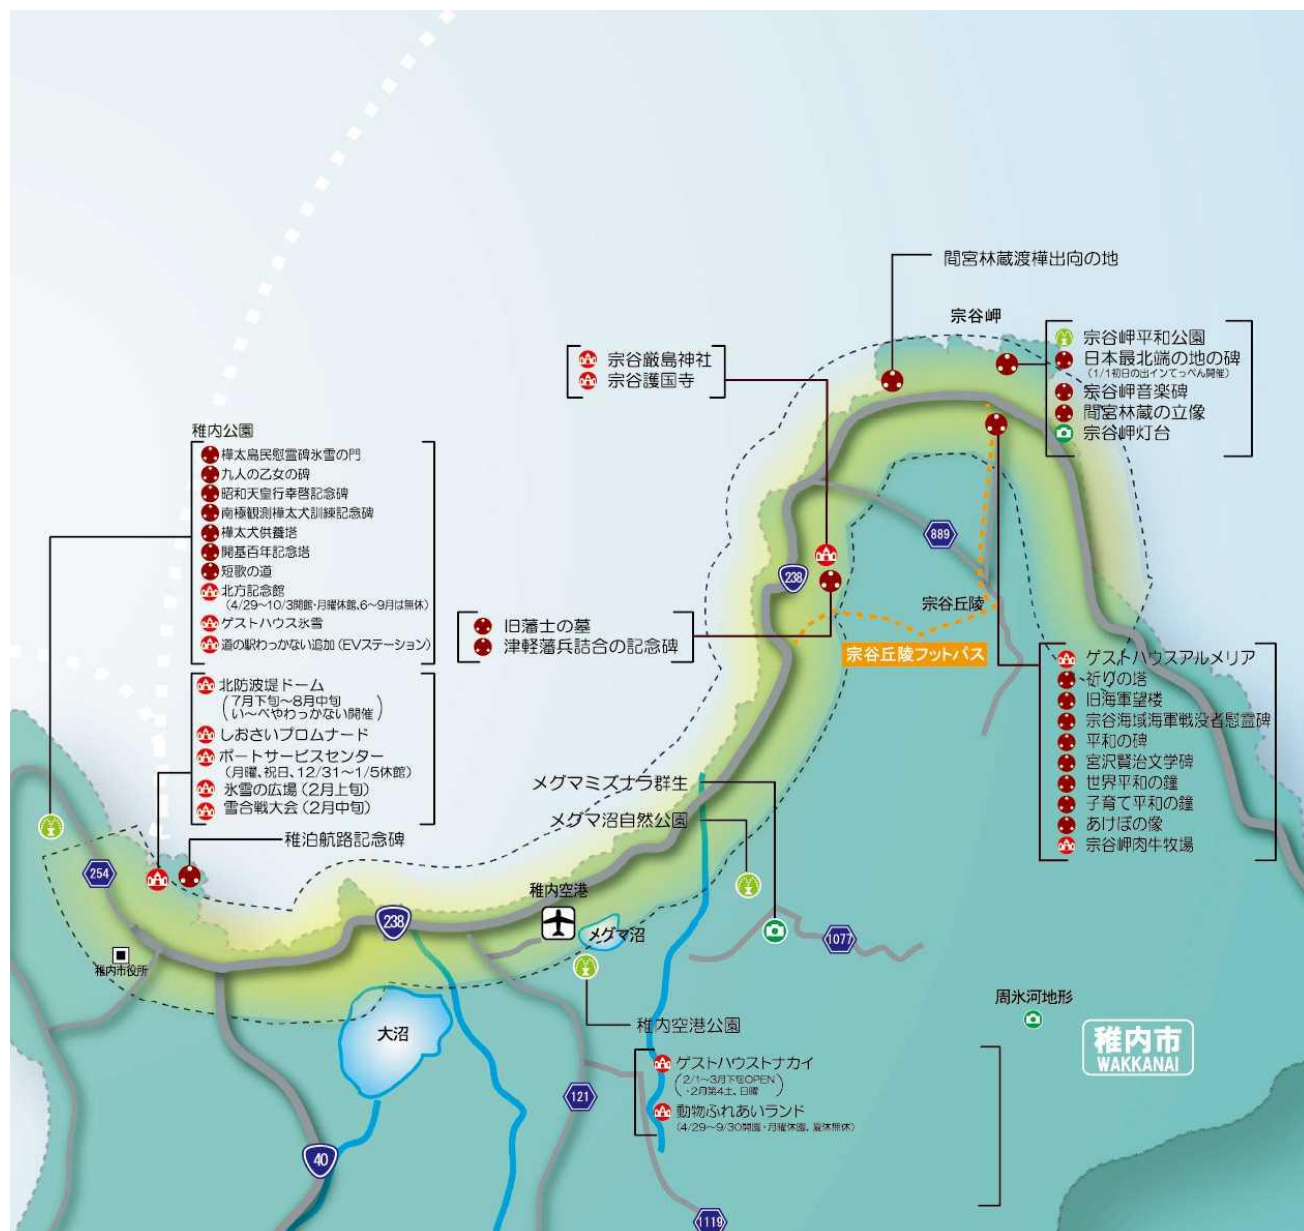 間宮林蔵渡樺出向の地
宗谷岬
宗谷岬平和公園
日本最北端の地の碑
(1/1初日の出インてっぺん開催)
宗谷岬音楽碑
間宮林蔵の立像
宗谷岬灯台
宗谷厳島神社
宗谷護国寺
稚内公園
樺太島民慰霊碑氷雪の門
九人の乙女の碑
昭和天皇行幸啓記念碑
南極観測樺太犬訓練記念碑
樺太犬供養塔
開基百年記念塔
短歌の道
北方記念館
(4/29～10/3開館・月曜休館、6～9月は無休)
ゲストハウス氷雪
道の駅わっかない追加(EVステーション)
889
238
宗谷丘陵
旧藩士の墓
津軽藩兵詰合の記念碑
宗谷丘陵フットパス
北防波堤ドーム
(7月下旬～8月中旬
い～べやわっかない開催)
しおさいプロムナード
ポートサービスセンター
(月曜、祝日、12/31～1/5休館)
氷雪の広場(2月上旬)
雪合戦大会(2月中旬)
ゲストハウスアルメリア
祈りの塔
旧海軍望楼
宗谷海域海軍戦没者慰霊碑
平和の碑
宮沢賢治文学碑
世界平和の鐘
子育て平和の鐘
あけぼの像
宗谷岬肉牛牧場
メグマミズナラ群生
メグマ沼自然公園
稚泊航路記念碑
254
稚内空港
238
メグマ沼
1077
稚内市役所
周氷河地形
大沼
稚内空港公園
稚内市
WAKKANAI
ゲストハウストナカイ
(2/1～3月下旬OPEN
・2月第4土、日曜)
121
動物ふれあいランド
(4/29～9/30開園・月曜休園、夏休無休)
40
1119